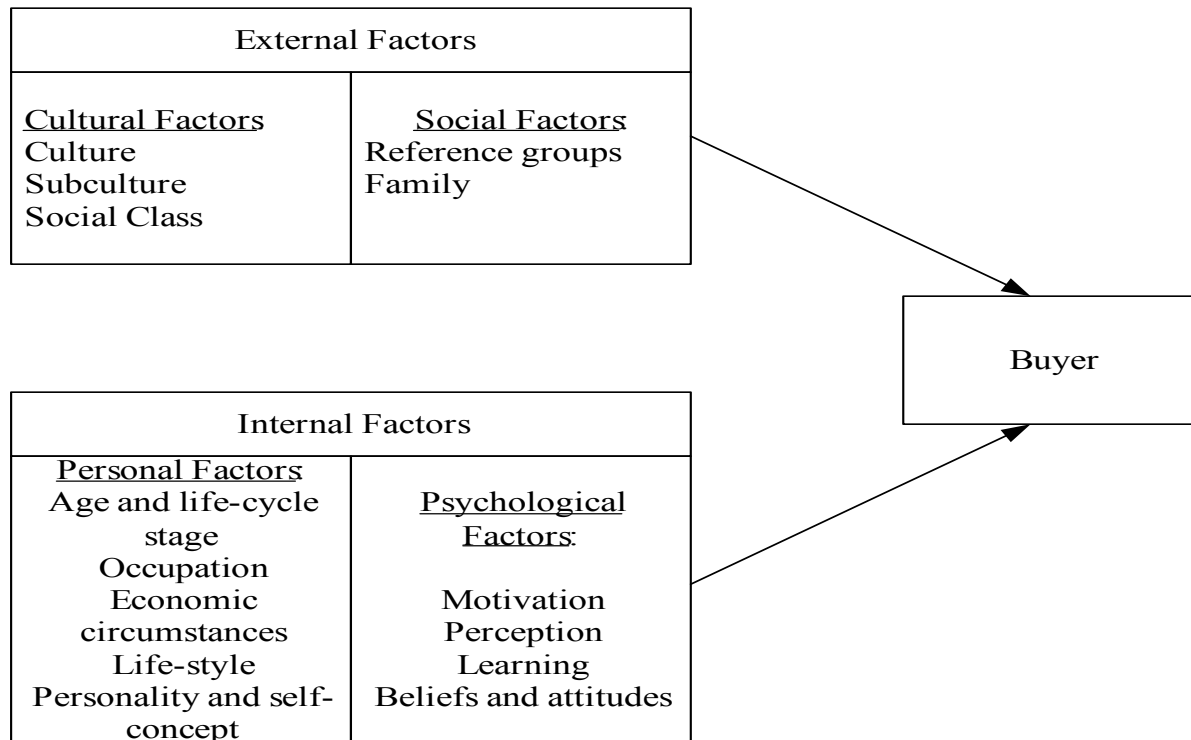 External Factors
Cultural Factors:
Culture
Subculture
Social Class
Social Factors:
Reference groups
Family
Buyer
Internal Factors
Personal Factors:
Age and life-cycle
stage
Occupation
Economic
circumstances
Life-style
Personality and self-
concept
Psychological
Factors:
Motivation
Perception
Learning
Beliefs and attitudes